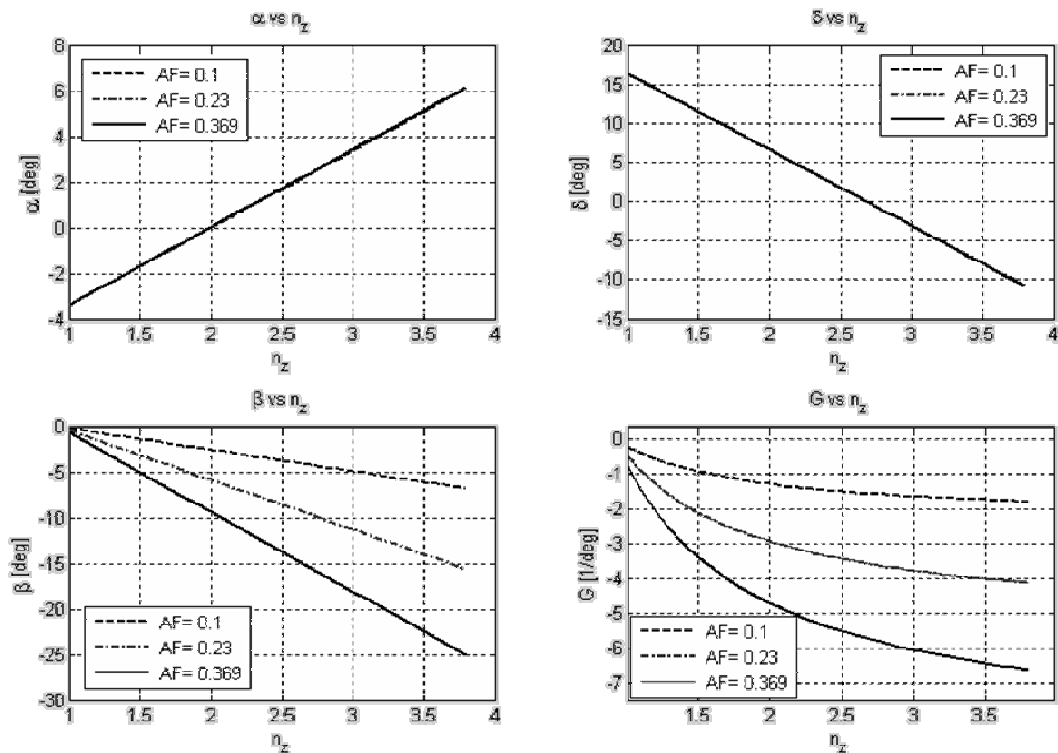 α vs n_z
8
6
4
2
0
-2
-4
α [deg]
AF= 0.1
AF= 0.23
AF= 0.369
1 1.5 2 2.5 3 3.5 4
n_z
δ vs n_z
20
15
10
5
0
-5
-10
-15
δ [deg]
AF= 0.1
AF= 0.23
AF= 0.369
1.5 2 2.5 3 3.5 4
n_z
β vs n_z
0
-5
-10
-15
-20
-25
-30
β [deg]
AF= 0.1
AF= 0.23
AF= 0.369
1 1.5 2 2.5 3 3.5 4
n_z
G vs n_z
0
-1
-2
-3
-4
-5
-6
-7
G [1/deg]
AF= 0.1
AF= 0.23
AF= 0.369
1.5 2 2.5 3 3.5
n_z